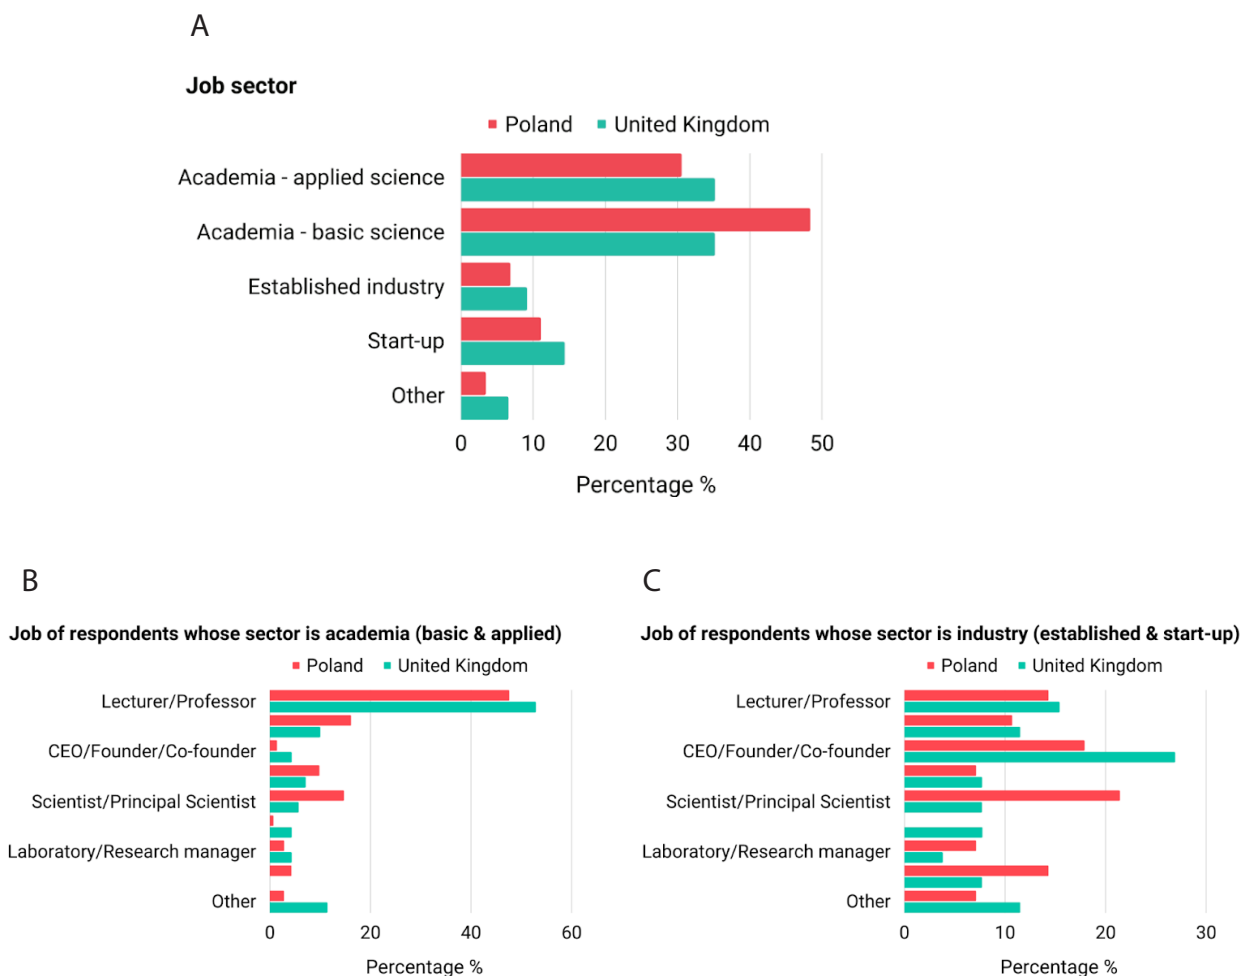 A
Job sector
Poland United Kingdom
Academia - applied science
Academia - basic science
Established industry
Start-up
Other
0 10 20 30 40 50
Percentage %
B
Job of respondents whose sector is academia (basic & applied)
Poland United Kingdom
Lecturer/Professor
CEO/Founder/Co-founder
Scientist/Principal Scientist
Laboratory/Research manager
Other
0 20 40 60
Percentage %
C
Job of respondents whose sector is industry (established & start-up)
Poland United Kingdom
Lecturer/Professor
CEO/Founder/Co-founder
Scientist/Principal Scientist
Laboratory/Research manager
Other
0 10 20 30
Percentage %